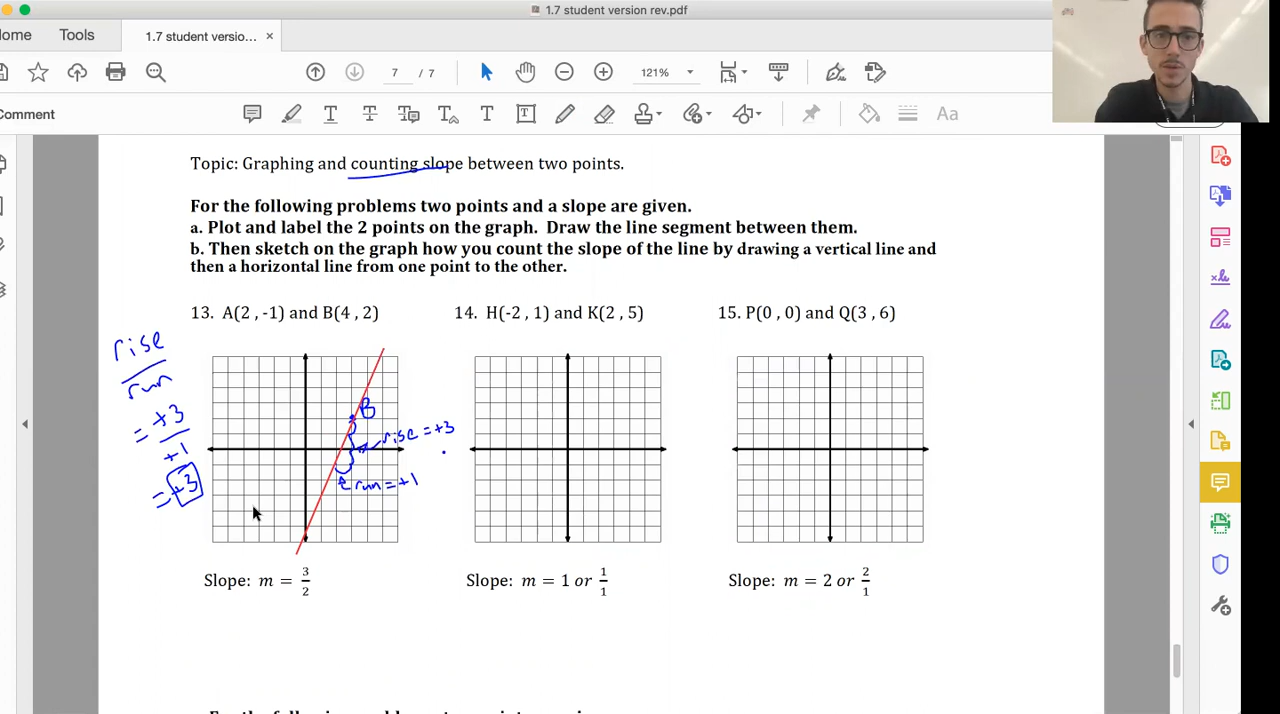 1.7 student version rev.pdf
ome
Tools
1.7 student versio...
×
7 / 7
121%
Comment
Aa
Topic: Graphing and counting slope between two points.
For the following problems two points and a slope are given.
a. Plot and label the 2 points on the graph. Draw the line segment between them.
b. Then sketch on the graph how you count the slope of the line by drawing a vertical line and
then a horizontal line from one point to the other.
13. A(2 , -1) and B(4 , 2)
14. H(-2 , 1) and K(2 , 5)
15. P(0 , 0) and Q(3 , 6)
rise
run
= +3
+1
= +3
B
rise = +3
run = +1
Slope: m = 3/2
Slope: m = 1 or 1/1
Slope: m = 2 or 2/1